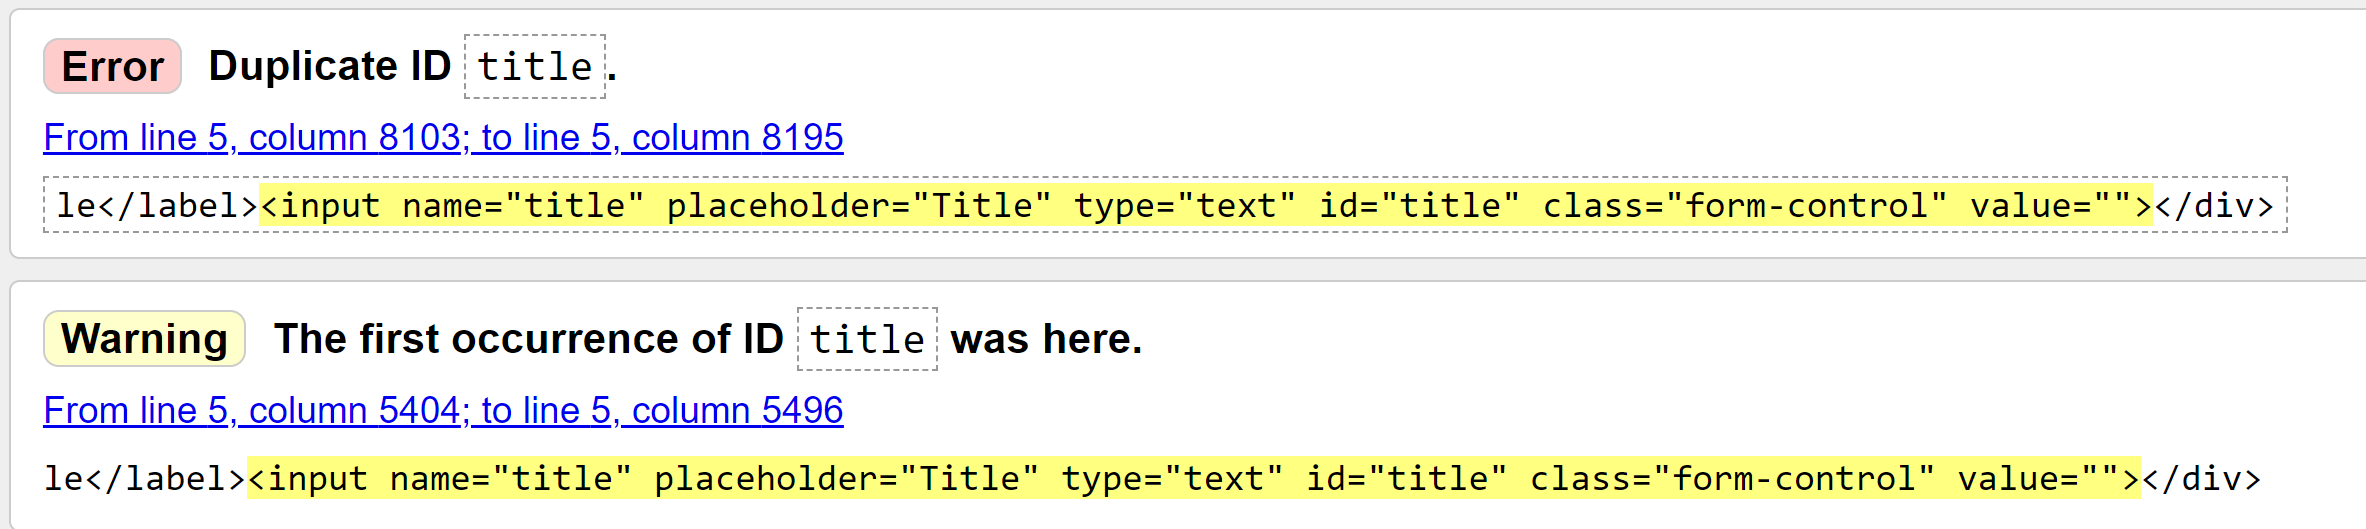 Error Duplicate ID title.
From line 5, column 8103; to line 5, column 8195
le</label><input name="title" placeholder="Title" type="text" id="title" class="form-control" value=""></div>
Warning The first occurrence of ID title was here.
From line 5, column 5404; to line 5, column 5496
le</label><input name="title" placeholder="Title" type="text" id="title" class="form-control" value=""></div>